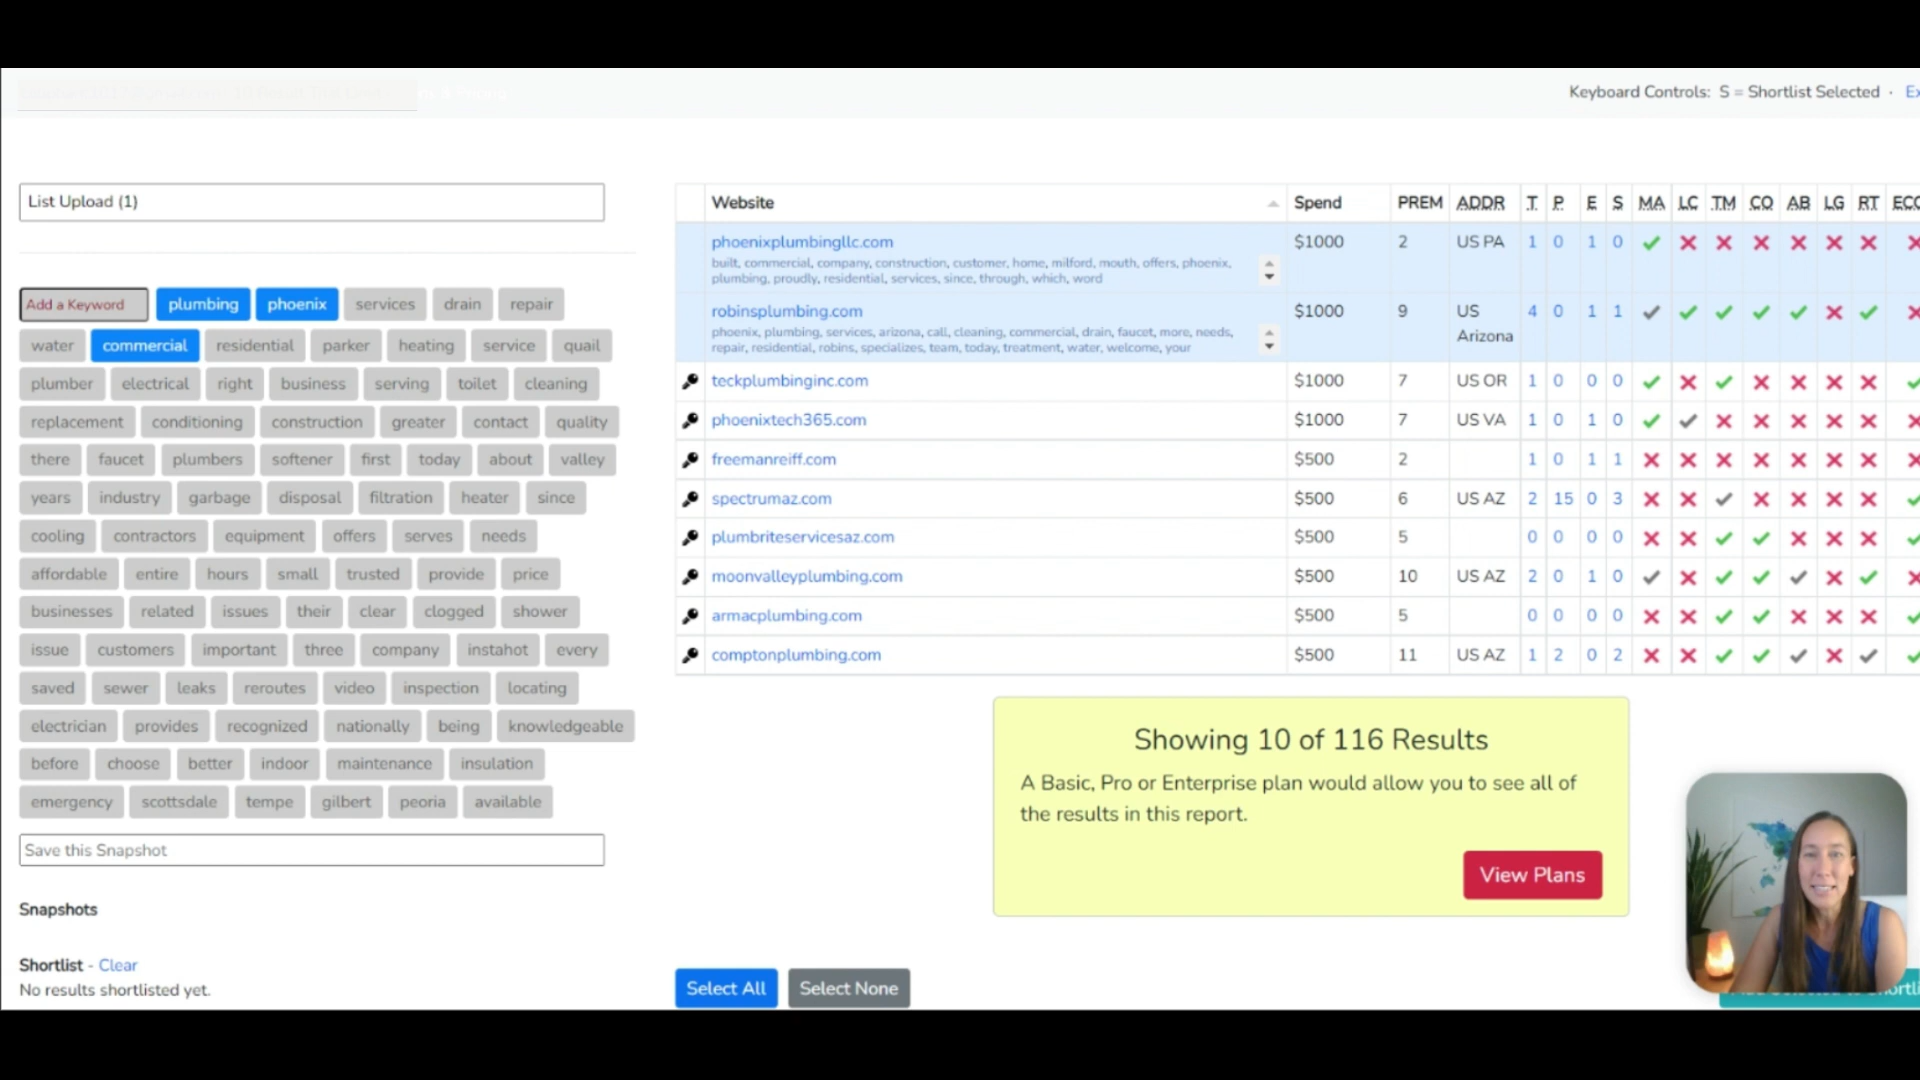 Keyboard Controls: S = Shortlist Selected · Ex
List Upload (1)
Add a Keyword plumbing phoenix services drain repair
water commercial residential parker heating service quail
plumber electrical right business serving toilet cleaning
replacement conditioning construction greater contact quality
there faucet plumbers softener first today about valley
years industry garbage disposal filtration heater since
cooling contractors equipment offers serves needs
affordable entire hours small trusted provide price
businesses related issues their clear clogged shower
issue customers important three company instahot every
saved sewer leaks reroutes video inspection locating
electrician provides recognized nationally being knowledgeable
before choose better indoor maintenance insulation
emergency scottsdale tempe gilbert peoria available
Save this Snapshot
Snapshots
Shortlist - Clear
No results shortlisted yet.
Website Spend PREM ADDR T P E S MA LC TM CO AB LG RT ECO
phoenixplumbingllc.com $1000 2 US PA 1 0 1 0
built, commercial, company, construction, customer, home, milford, mouth, offers, phoenix,
plumbing, proudly, residential, services, since, through, which, word
robinsplumbing.com $1000 9 US Arizona 4 0 1 1
phoenix, plumbing, services, arizona, call, cleaning, commercial, drain, faucet, more, needs,
repair, residential, robins, specializes, team, today, treatment, water, welcome, your
teckplumbinginc.com $1000 7 US OR 1 0 0 0
phoenixtech365.com $1000 7 US VA 1 0 1 0
freemanreiff.com $500 2 1 0 1 1
spectrumaz.com $500 6 US AZ 2 15 0 3
plumbriteservicesaz.com $500 5 0 0 0 0
moonvalleyplumbing.com $500 10 US AZ 2 0 1 0
armacplumbing.com $500 5 0 0 0 0
comptonplumbing.com $500 11 US AZ 1 2 0 2
Showing 10 of 116 Results
A Basic, Pro or Enterprise plan would allow you to see all of
the results in this report.
View Plans
Select All Select None